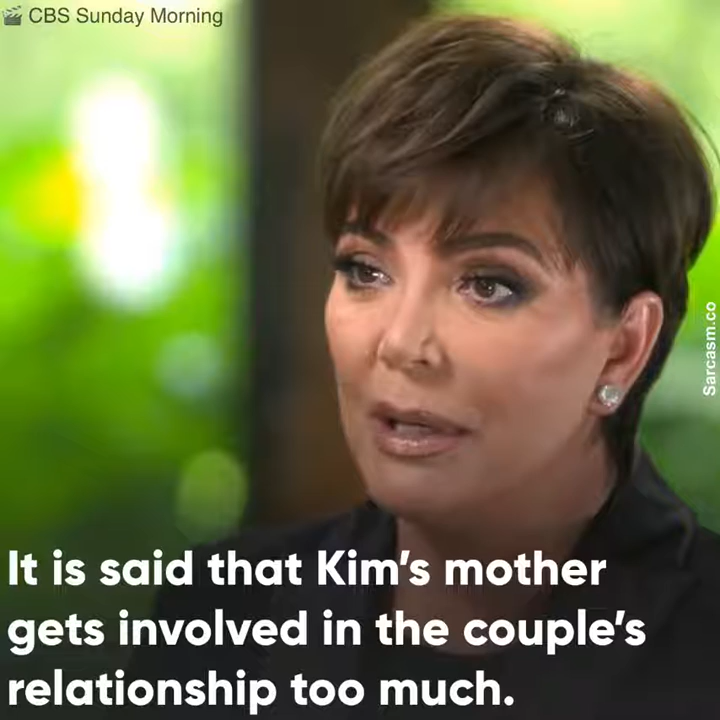 🎬 CBS Sunday Morning
Sarcasm.co
It is said that Kim's mother
gets involved in the couple's
relationship too much.